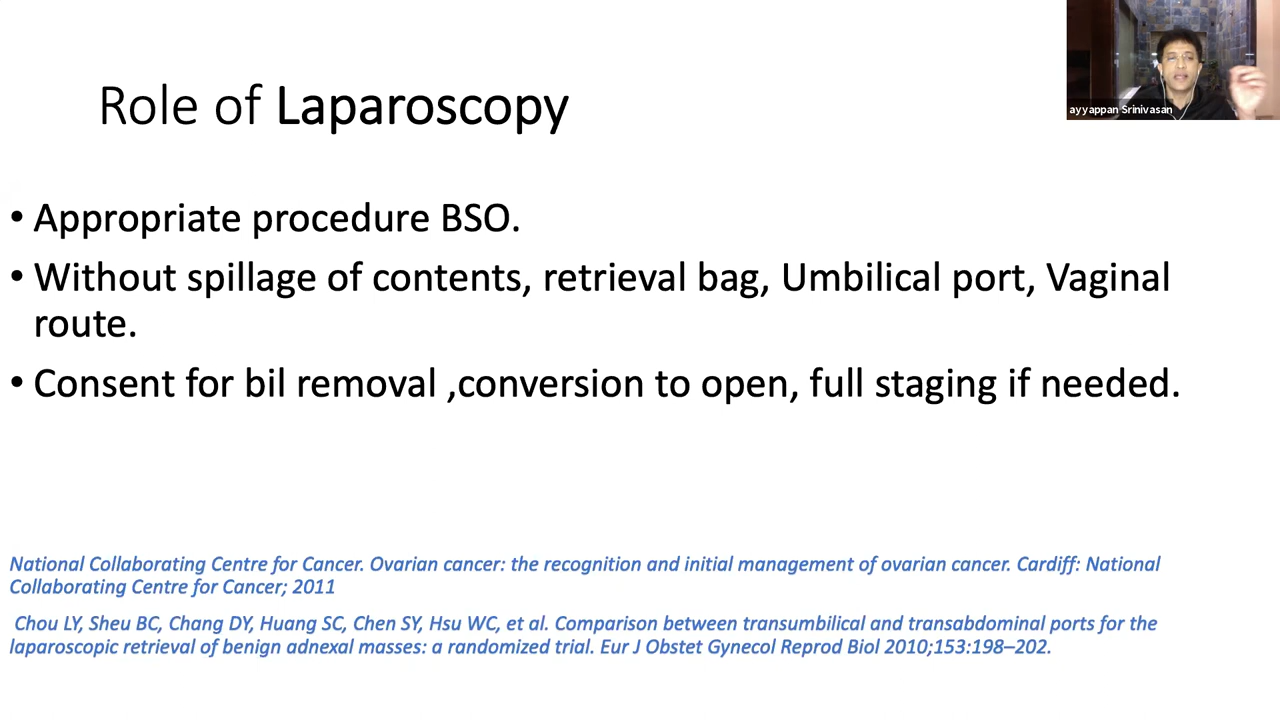 ayyappan Srinivasan
Role of Laparoscopy
• Appropriate procedure BSO.
• Without spillage of contents, retrieval bag, Umbilical port, Vaginal
route.
• Consent for bil removal ,conversion to open, full staging if needed.
National Collaborating Centre for Cancer. Ovarian cancer: the recognition and initial management of ovarian cancer. Cardiff: National
Collaborating Centre for Cancer; 2011
Chou LY, Sheu BC, Chang DY, Huang SC, Chen SY, Hsu WC, et al. Comparison between transumbilical and transabdominal ports for the
laparoscopic retrieval of benign adnexal masses: a randomized trial. Eur J Obstet Gynecol Reprod Biol 2010;153:198–202.